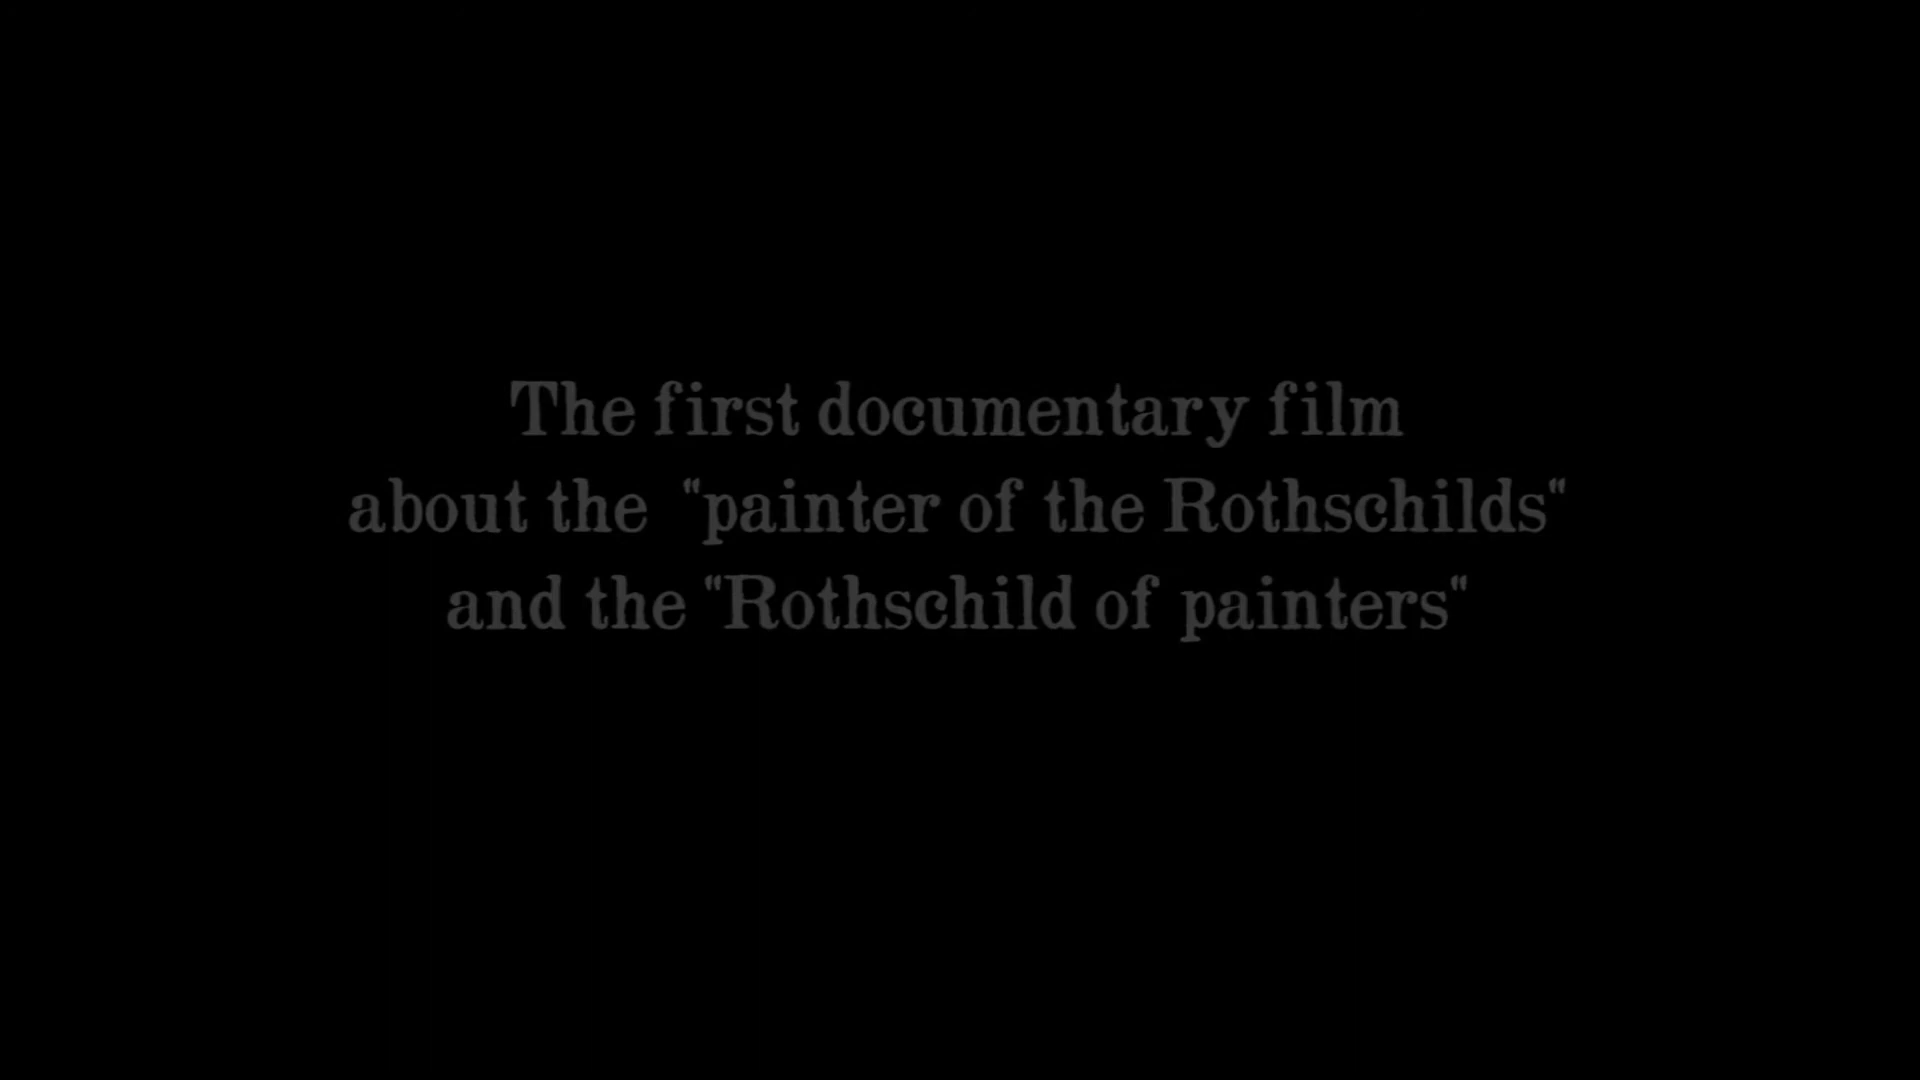 The first documentary film
about the “painter of the Rothschilds“
and the “Rothschild of painters“